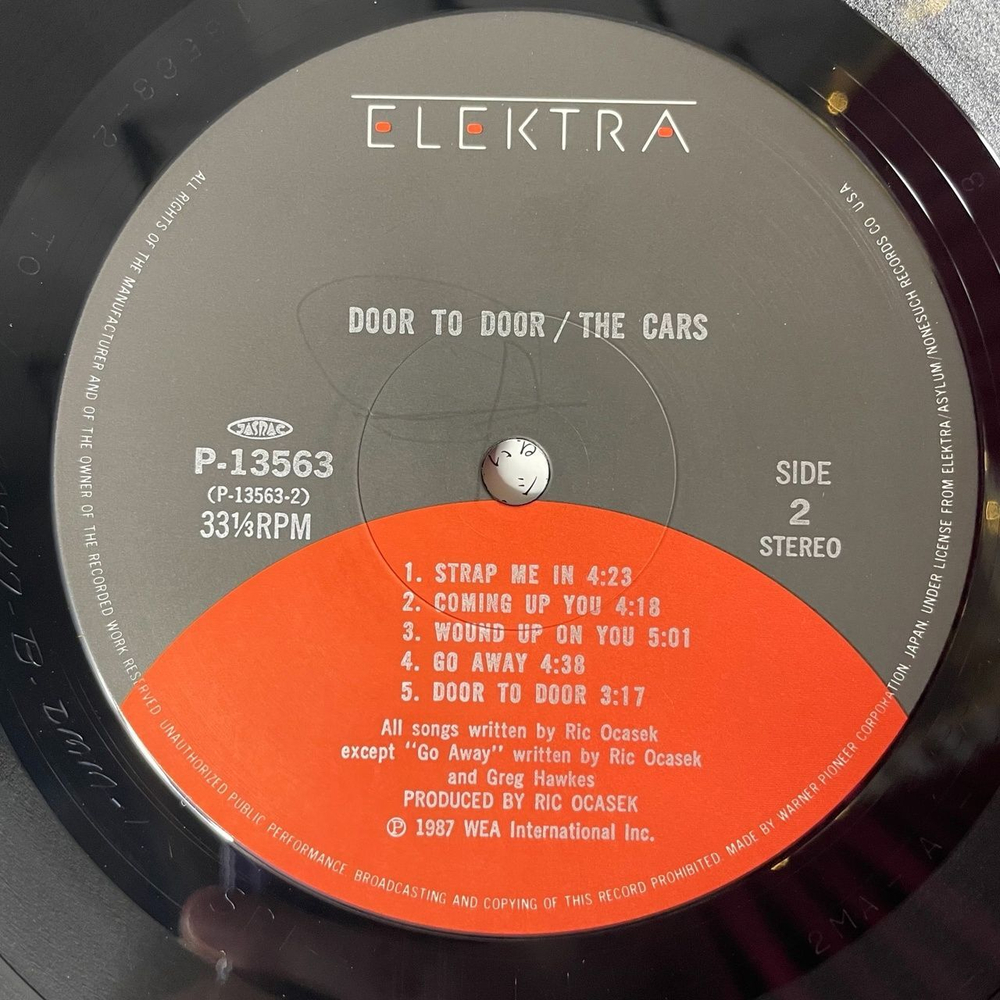 ELEKTRA
DOOR TO DOOR / THE CARS
JASRAC
P-13563
(P-13563-2)
33⅓RPM
SIDE
2
STEREO
1. STRAP ME IN 4:23
2. COMING UP YOU 4:18
3. WOUND UP ON YOU 5:01
4. GO AWAY 4:38
5. DOOR TO DOOR 3:17
All songs written by Ric Ocasek
except "Go Away" written by Ric Ocasek
and Greg Hawkes
PRODUCED BY RIC OCASEK
Ⓟ 1987 WEA International Inc.
ALL RIGHTS OF THE MANUFACTURER AND OF THE OWNER OF THE RECORDED WORK RESERVED UNAUTHORIZED PUBLIC PERFORMANCE BROADCASTING AND COPYING OF THIS RECORD PROHIBITED. MADE BY WARNER-PIONEER CORPORATION, JAPAN, UNDER LICENSE FROM ELEKTRA/ASYLUM/NONESUCH RECORDS CO U.S.A